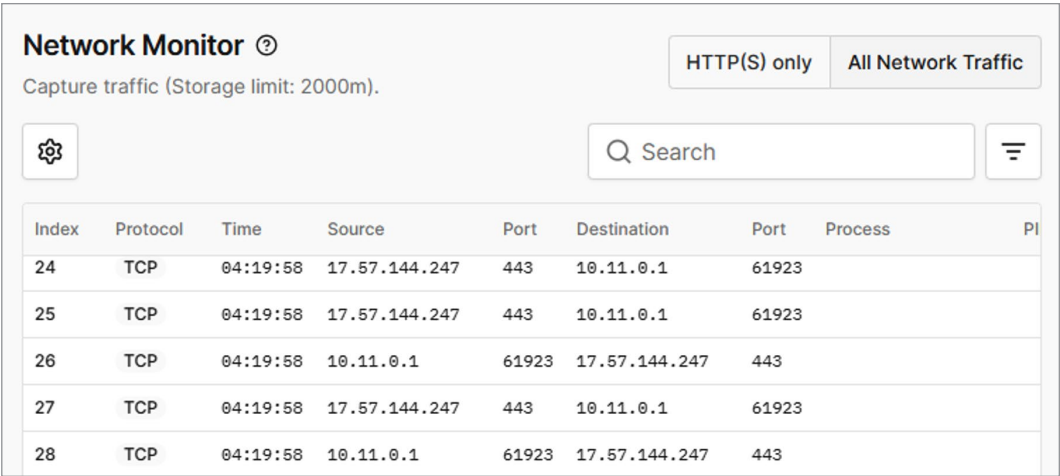 Network Monitor ?
HTTP(S) only All Network Traffic
Capture traffic (Storage limit: 2000m).
Search
Index Protocol Time Source Port Destination Port Process PI
24 TCP 04:19:58 17.57.144.247 443 10.11.0.1 61923
25 TCP 04:19:58 17.57.144.247 443 10.11.0.1 61923
26 TCP 04:19:58 10.11.0.1 61923 17.57.144.247 443
27 TCP 04:19:58 17.57.144.247 443 10.11.0.1 61923
28 TCP 04:19:58 10.11.0.1 61923 17.57.144.247 443